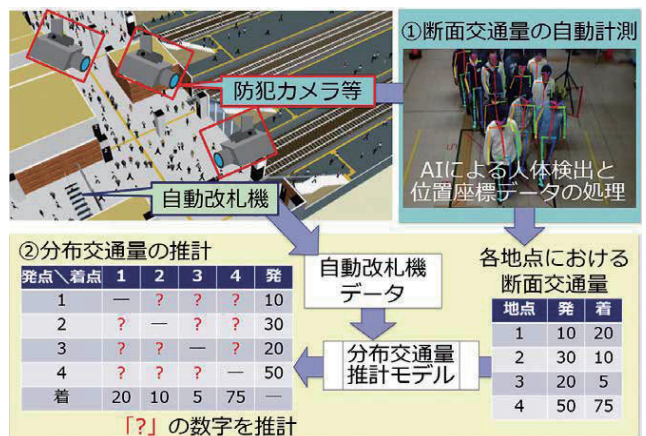 ①断面交通量の自動計測
防犯カメラ等
AIによる人体検出と
位置座標データの処理
自動改札機
②分布交通量の推計
発点＼着点 1 2 3 4 発
1 — ? ? ? 10
2 ? — ? ? 30
3 ? ? — ? 20
4 ? ? ? — 50
着 20 10 5 75 —
「?」の数字を推計
自動改札機
データ
分布交通量
推計モデル
各地点における
断面交通量
地点 発 着
1 10 20
2 30 10
3 20 5
4 50 75